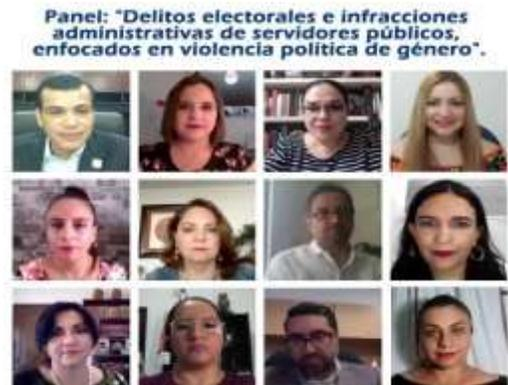 Panel: "Delitos electorales e infracciones
administrativas de servidores públicos,
enfocados en violencia política de género".